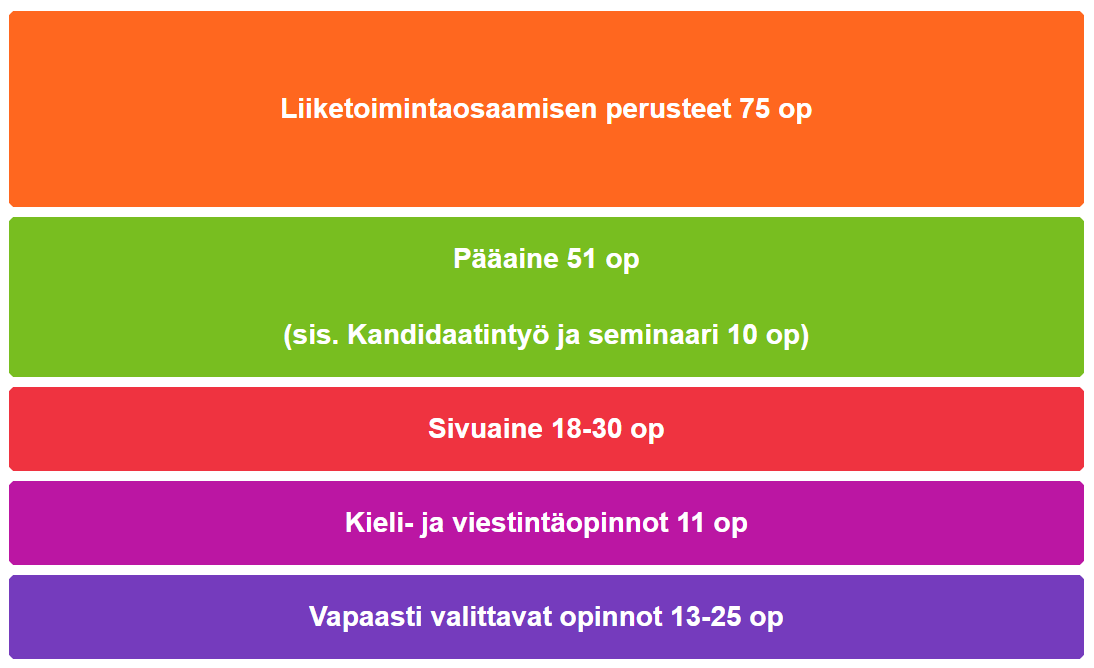 Liiketoimintaosaamisen perusteet 75 op
Pääaine 51 op
(sis. Kandidaatintyö ja seminaari 10 op)
Sivuaine 18-30 op
Kieli- ja viestintäopinnot 11 op
Vapaasti valittavat opinnot 13-25 op